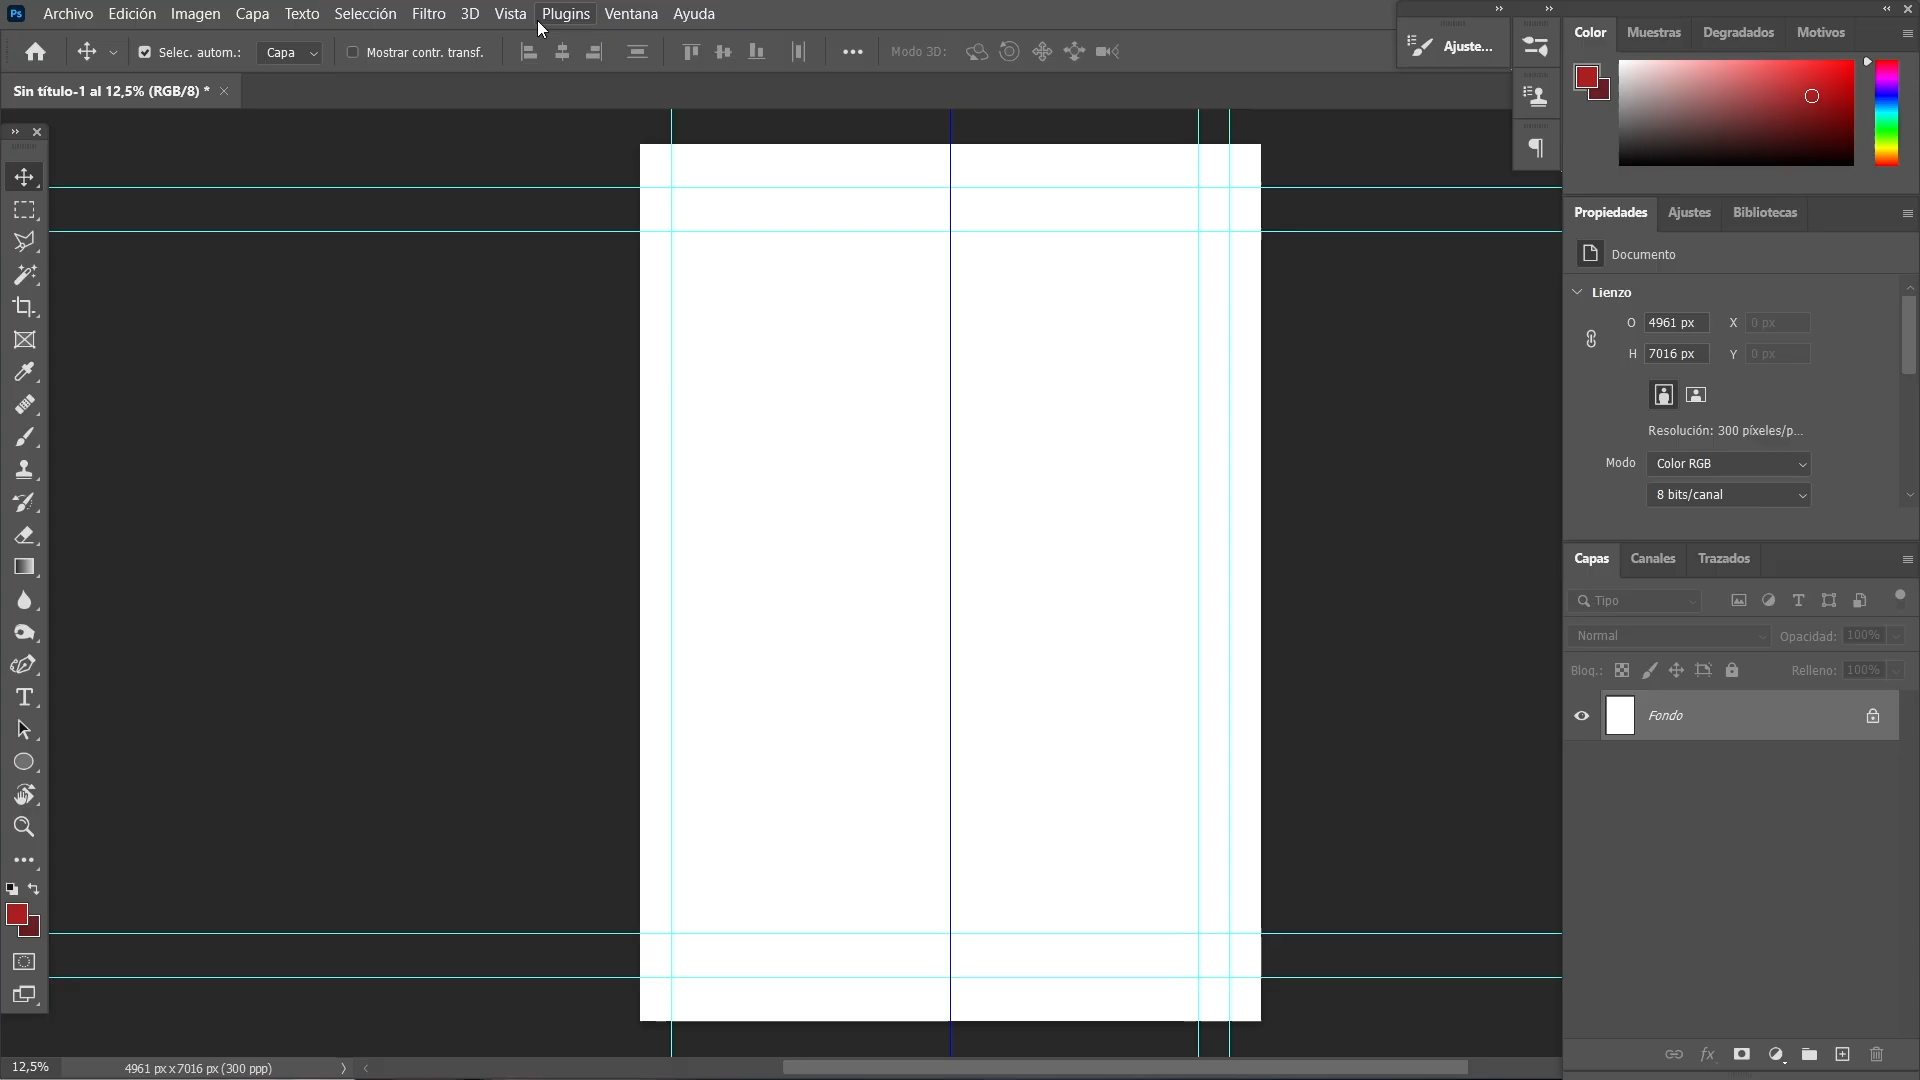 Ps Archivo Edición Imagen Capa Texto Selección Filtro 3D Vista Plugins Ventana Ayuda
Selec. autom.: Capa Mostrar contr. transf. Modo 3D:
Ajuste...
Sin título-1 al 12,5% (RGB/8) *
Color Muestras Degradados Motivos
Propiedades Ajustes Bibliotecas
Documento
Lienzo
O 4961 px X 0 px
H 7016 px Y 0 px
Resolución: 300 píxeles/p...
Modo Color RGB
8 bits/canal
Capas Canales Trazados
Tipo
Normal Opacidad: 100%
Bloq.: Relleno: 100%
Fondo
fx
12,5% 4961 px x 7016 px (300 ppp)